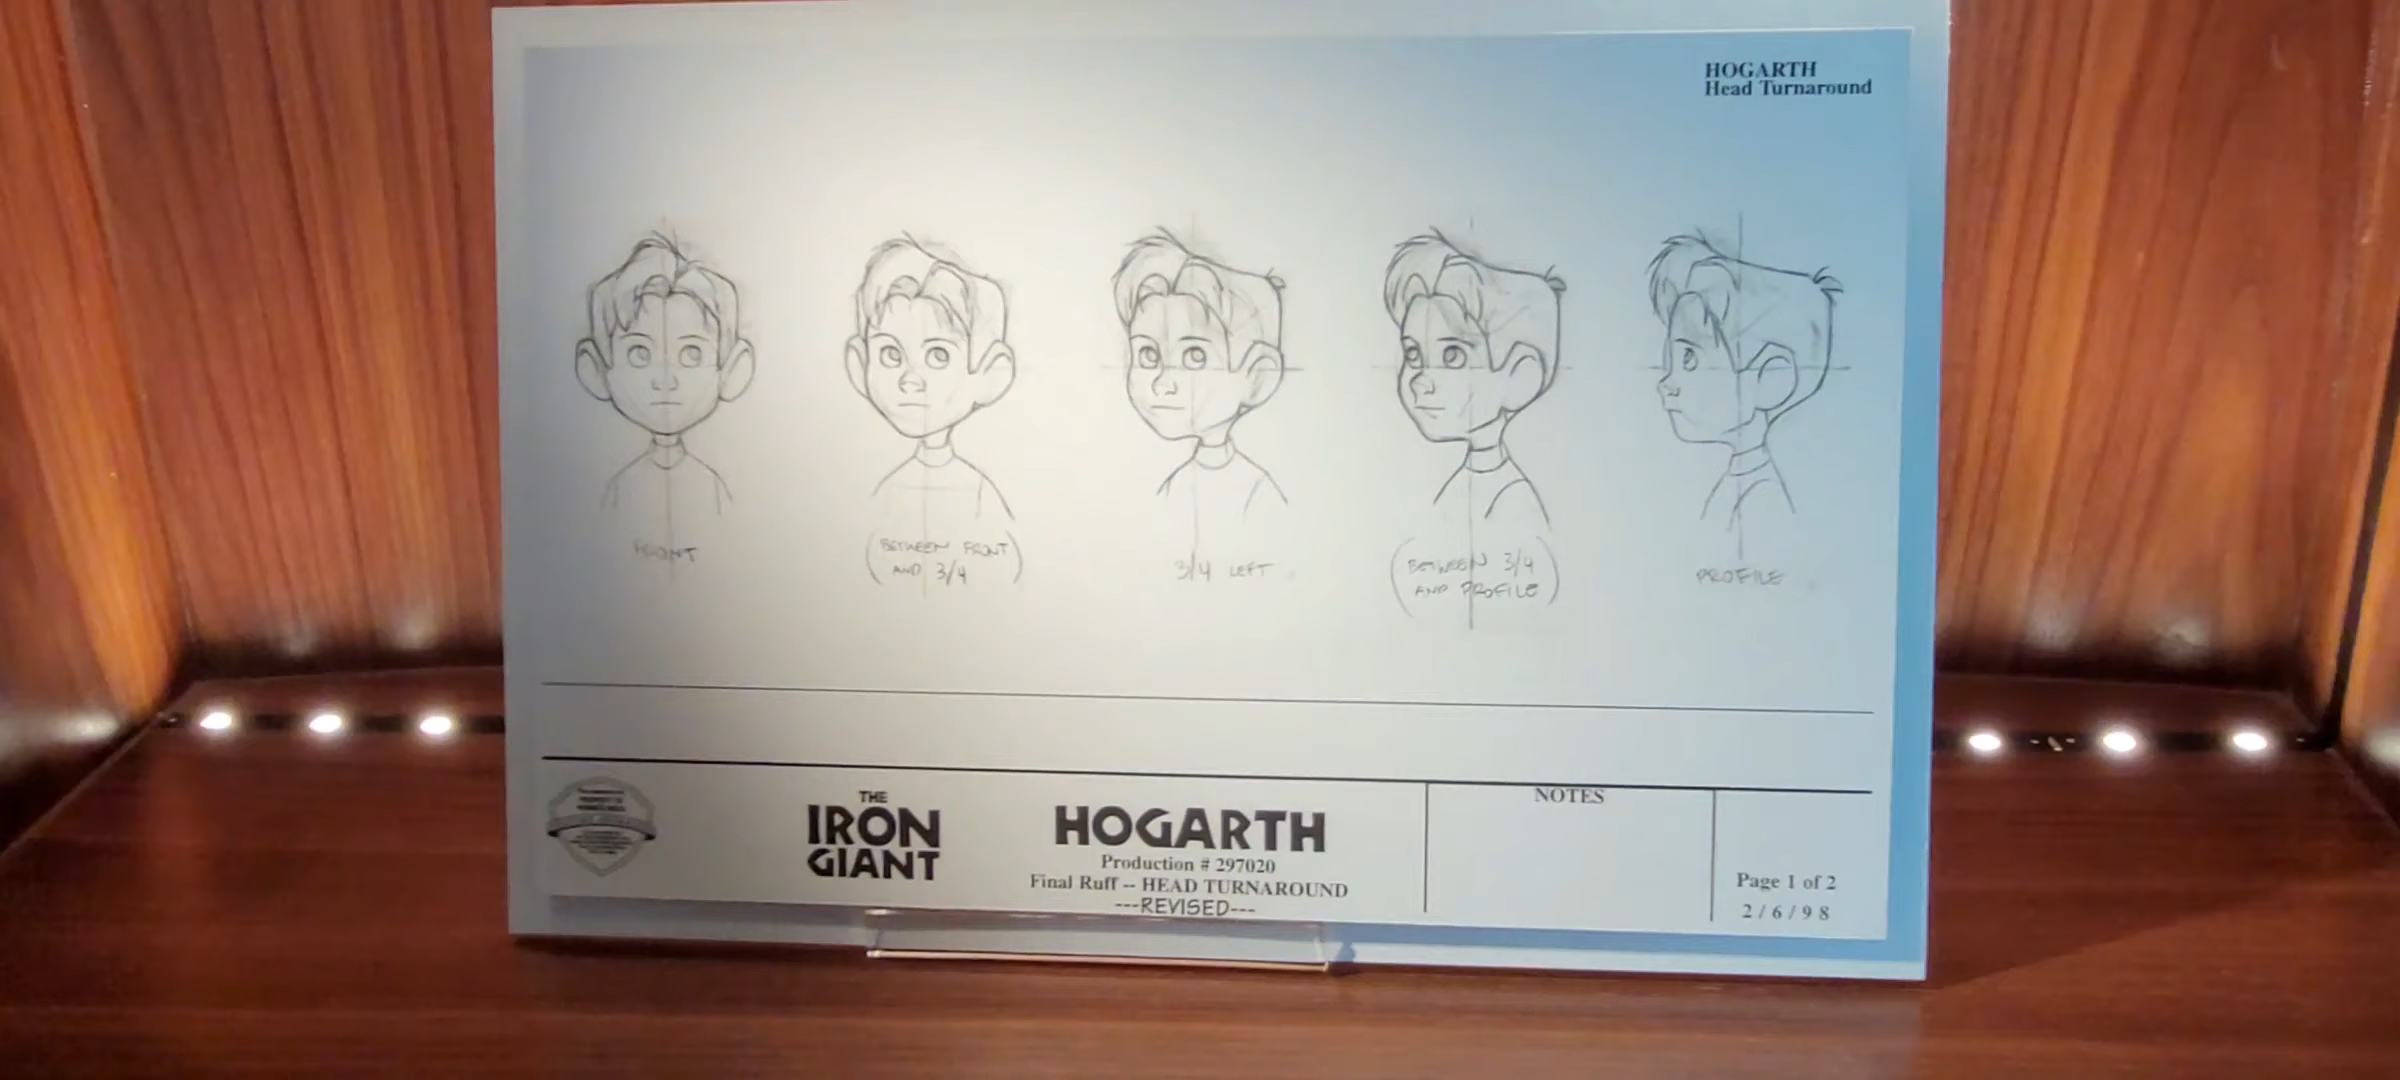 HOGARTH
Head Turnaround
FRONT
(BETWEEN FRONT
AND 3/4)
3/4 LEFT
(BETWEEN 3/4
AND PROFILE)
PROFILE
THE
IRON
GIANT
HOGARTH
Production # 297020
Final Ruff -- HEAD TURNAROUND
---REVISED---
NOTES
Page 1 of 2
2/6/98